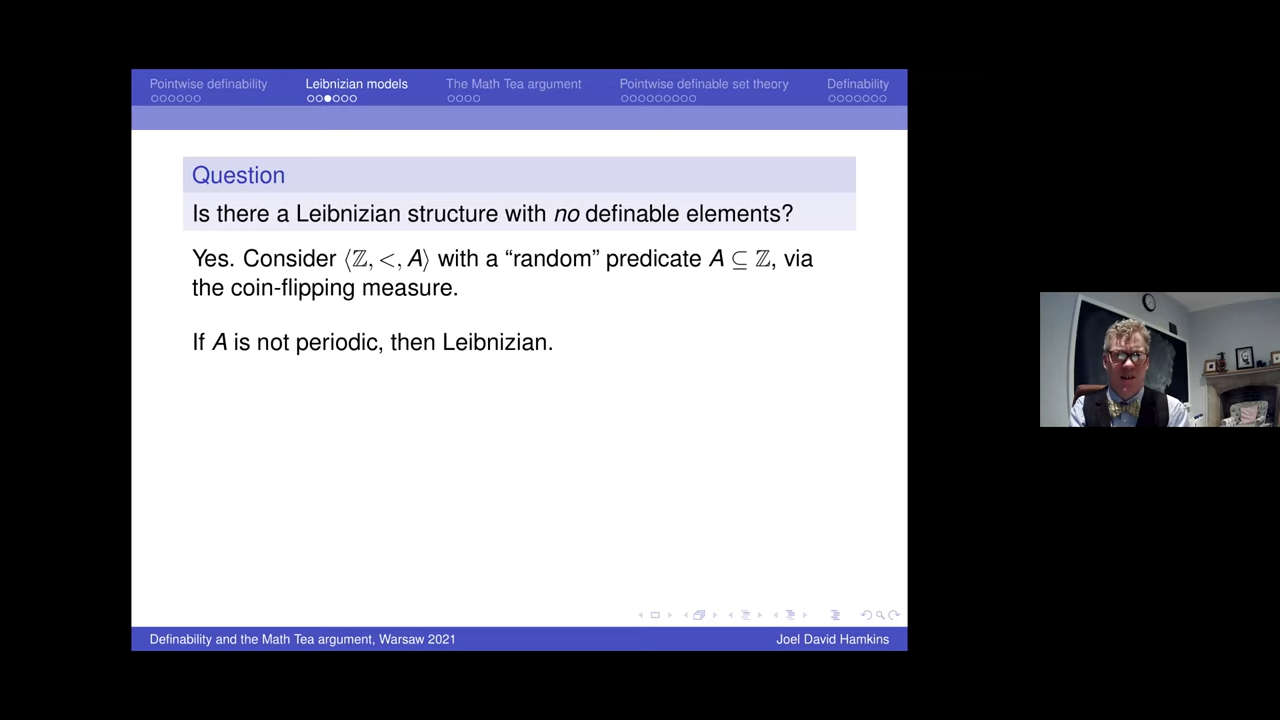 Pointwise definability Leibnizian models The Math Tea argument Pointwise definable set theory Definability
Question
Is there a Leibnizian structure with no definable elements?
Yes. Consider ⟨ℤ, <, A⟩ with a “random” predicate A ⊆ ℤ, via
the coin-flipping measure.
If A is not periodic, then Leibnizian.
Definability and the Math Tea argument, Warsaw 2021 Joel David Hamkins